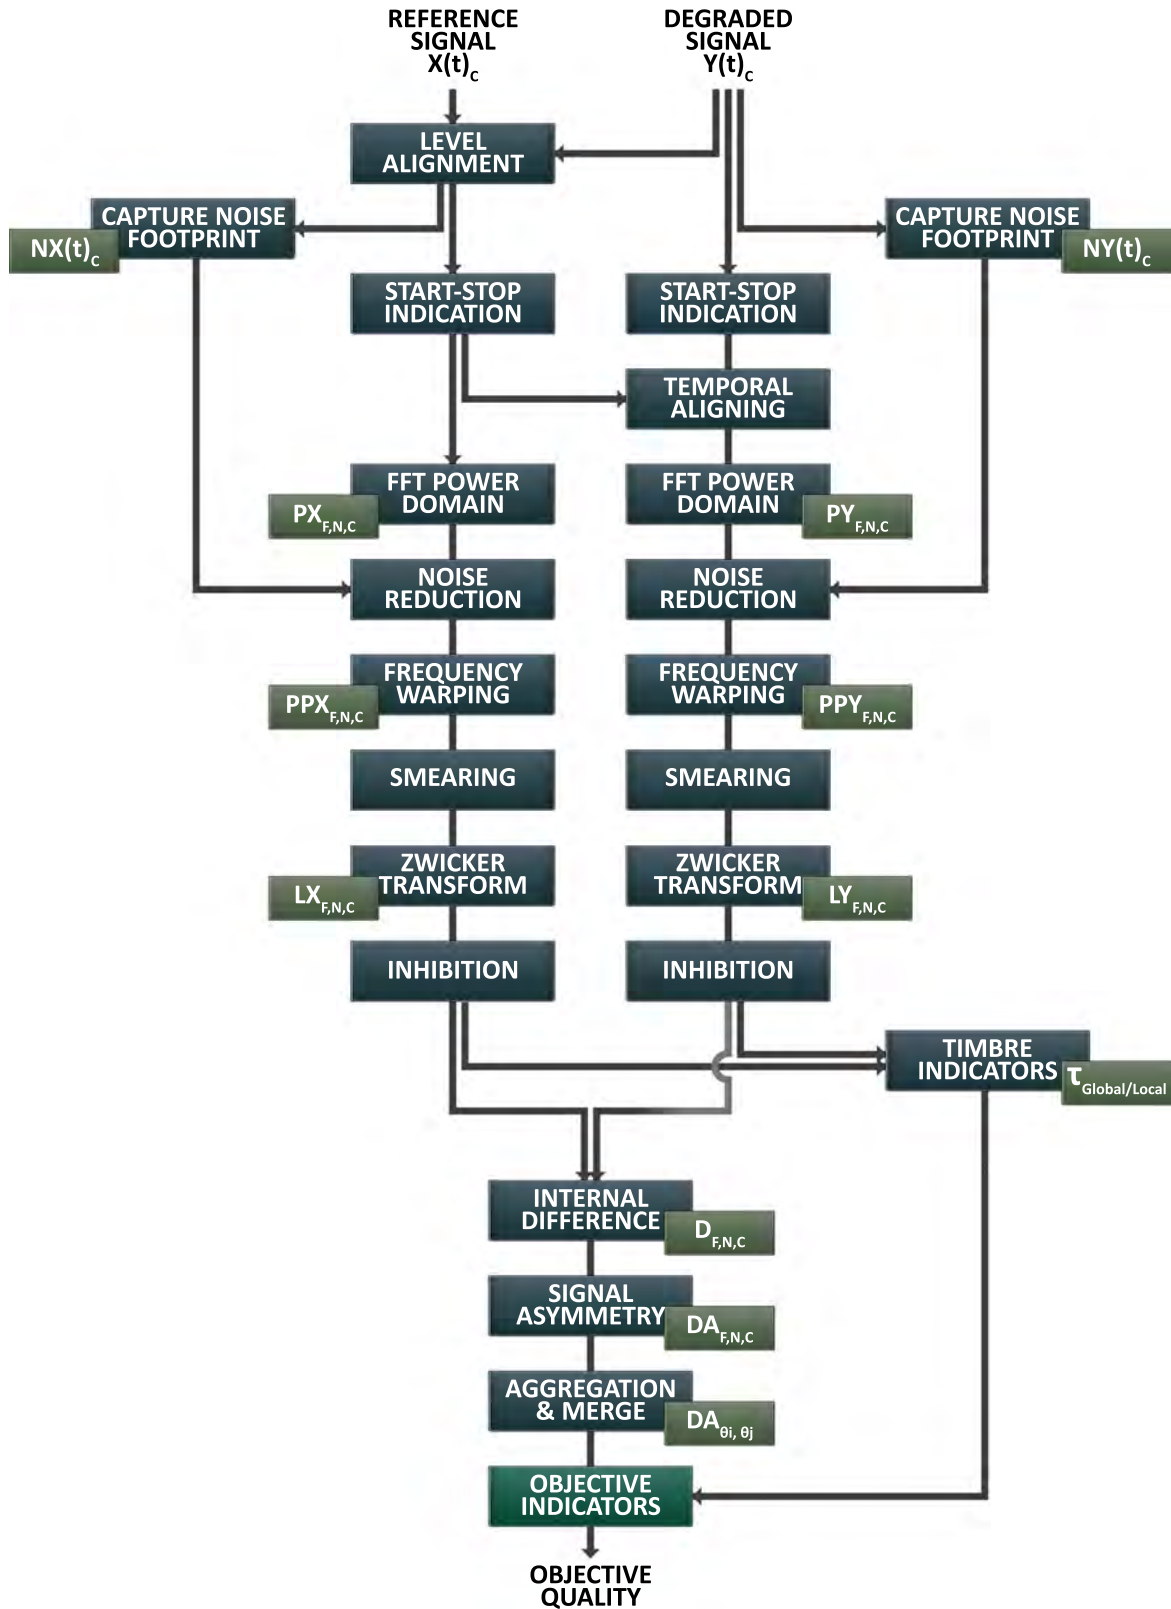 REFERENCE
SIGNAL
X(t)C
DEGRADED
SIGNAL
Y(t)C
LEVEL
ALIGNMENT
CAPTURE NOISE
FOOTPRINT
NX(t)C
CAPTURE NOISE
FOOTPRINT
NY(t)C
START-STOP
INDICATION
START-STOP
INDICATION
TEMPORAL
ALIGNING
FFT POWER
DOMAIN
PXF,N,C
FFT POWER
DOMAIN
PYF,N,C
NOISE
REDUCTION
NOISE
REDUCTION
FREQUENCY
WARPING
PPXF,N,C
FREQUENCY
WARPING
PPYF,N,C
SMEARING
SMEARING
ZWICKER
TRANSFORM
LXF,N,C
ZWICKER
TRANSFORM
LYF,N,C
INHIBITION
INHIBITION
TIMBRE
INDICATORS
τGlobal/Local
INTERNAL
DIFFERENCE
DF,N,C
SIGNAL
ASYMMETRY
DAF,N,C
AGGREGATION
& MERGE
DAθi, θj
OBJECTIVE
INDICATORS
OBJECTIVE
QUALITY